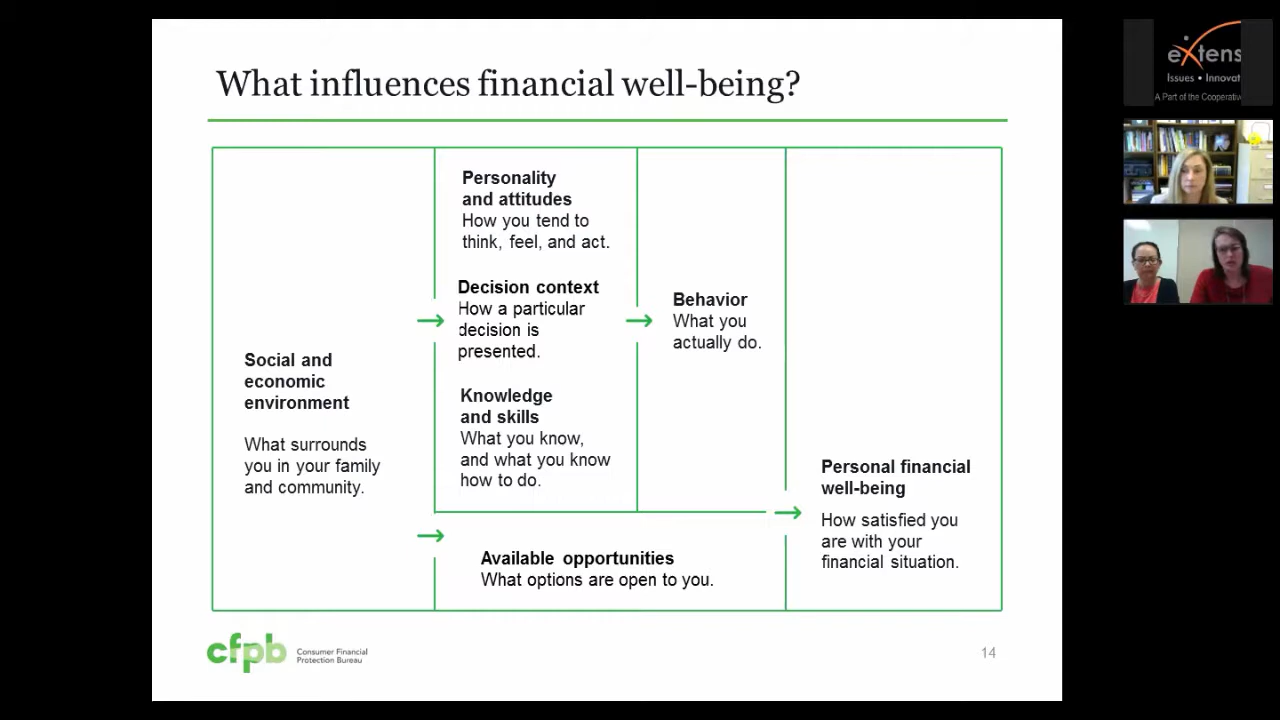 What influences financial well-being?
Social and
economic
environment
What surrounds
you in your family
and community.
Personality
and attitudes
How you tend to
think, feel, and act.
Decision context
How a particular
decision is
presented.
Knowledge
and skills
What you know,
and what you know
how to do.
Behavior
What you
actually do.
Available opportunities
What options are open to you.
Personal financial
well-being
How satisfied you
are with your
financial situation.
cfpb
Consumer Financial
Protection Bureau
14
eXtens
Issues • Innovat
A Part of the Cooperativ